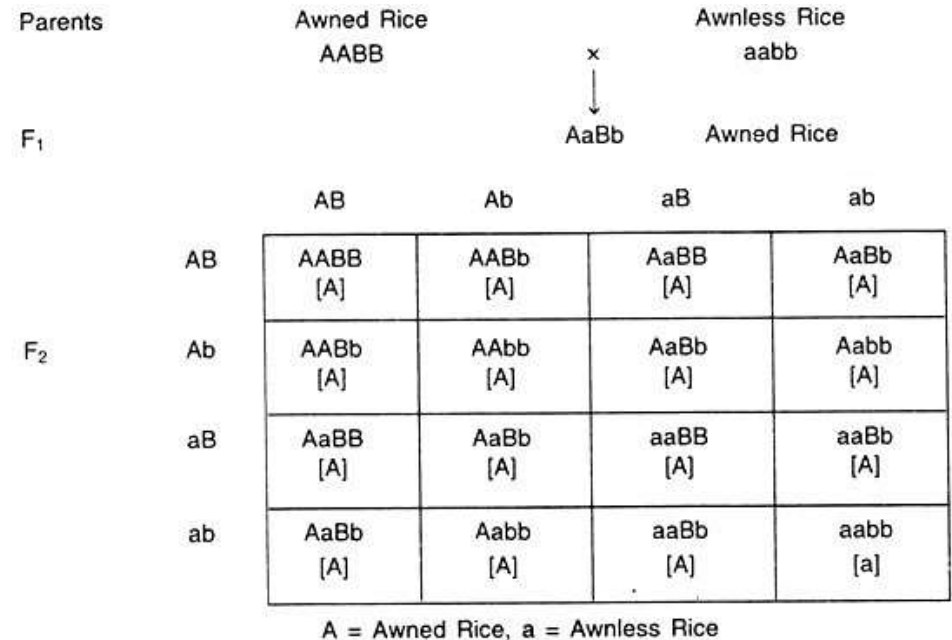 Parents Awned Rice Awnless Rice
AABB × aabb
F₁ AaBb Awned Rice
AB Ab aB ab
AB AABB AABb AaBB AaBb
[A] [A] [A] [A]
F₂ Ab AABb AAbb AaBb Aabb
[A] [A] [A] [A]
aB AaBB AaBb aaBB aaBb
[A] [A] [A] [A]
ab AaBb Aabb aaBb aabb
[A] [A] [A] [a]
A = Awned Rice, a = Awnless Rice